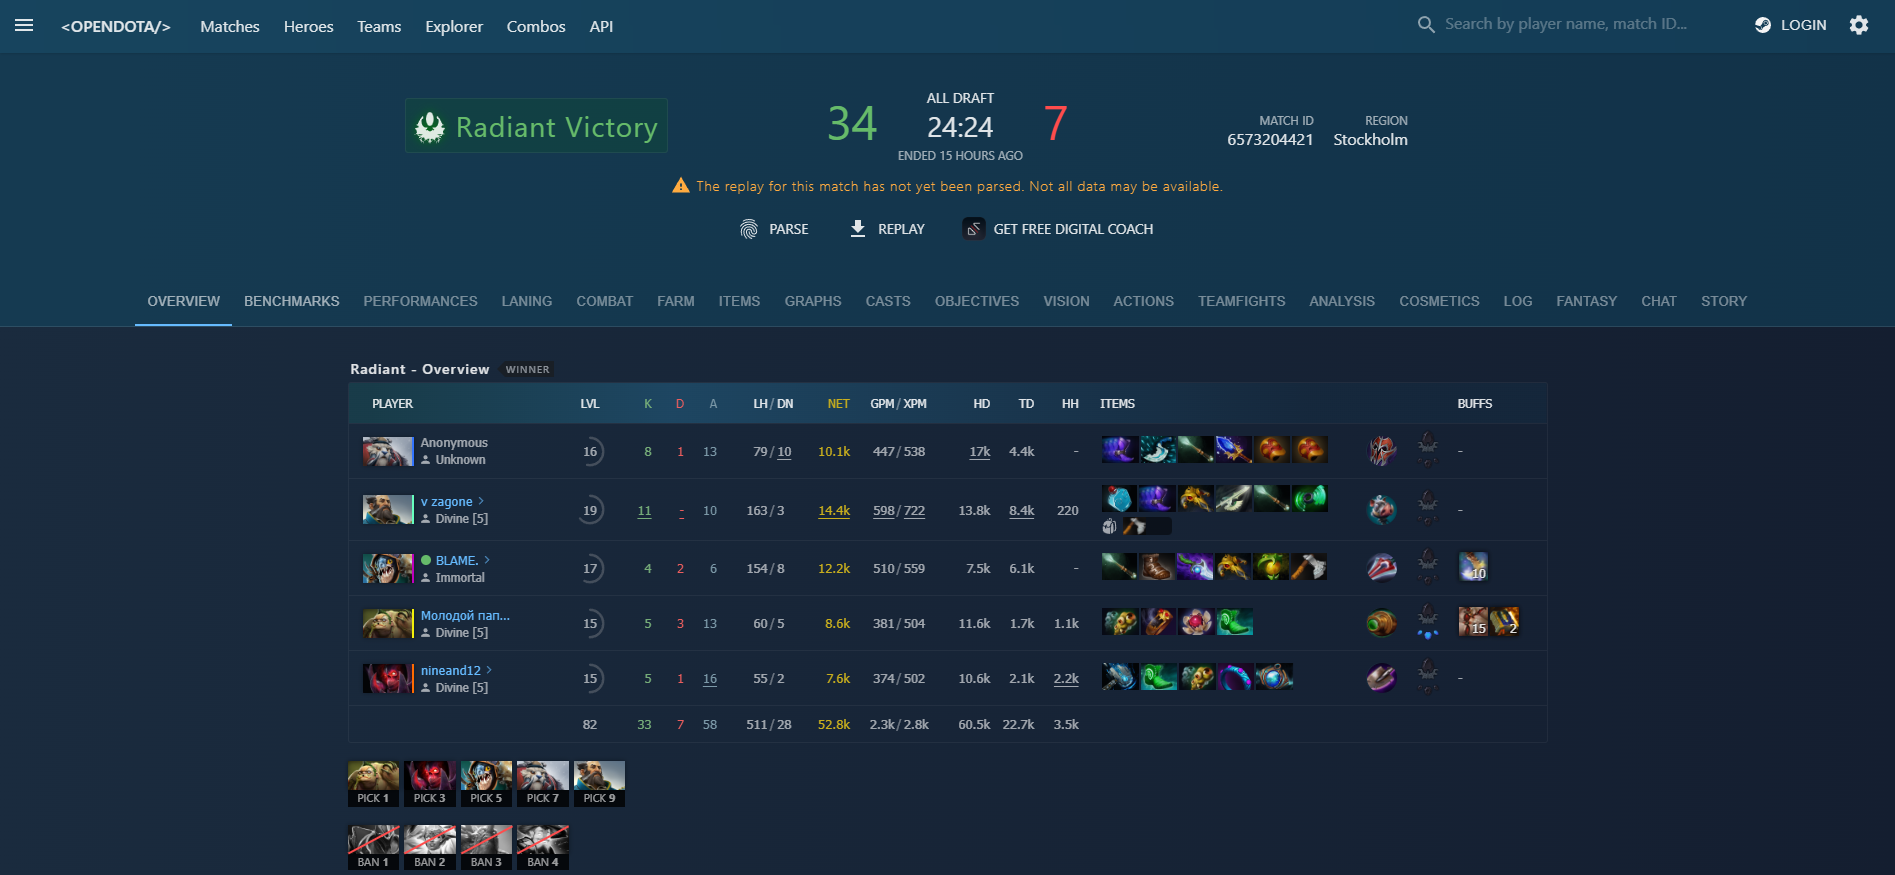 <OPENDOTA/> Matches Heroes Teams Explorer Combos API Search by player name, match ID... LOGIN
Radiant Victory
34
ALL DRAFT
24:24
ENDED 15 HOURS AGO
7
MATCH ID
6573204421
REGION
Stockholm
The replay for this match has not yet been parsed. Not all data may be available.
PARSE REPLAY GET FREE DIGITAL COACH
OVERVIEW BENCHMARKS PERFORMANCES LANING COMBAT FARM ITEMS GRAPHS CASTS OBJECTIVES VISION ACTIONS TEAMFIGHTS ANALYSIS COSMETICS LOG FANTASY CHAT STORY
Radiant - Overview WINNER
PLAYER LVL K D A LH / DN NET GPM / XPM HD TD HH ITEMS BUFFS
Anonymous
Unknown
16 8 1 13 79 / 10 10.1k 447 / 538 17k 4.4k - -
v zagone
Divine [5]
19 11 - 10 163 / 3 14.4k 598 / 722 13.8k 8.4k 220 -
BLAME.
Immortal
17 4 2 6 154 / 8 12.2k 510 / 559 7.5k 6.1k - 10
Молодой пап...
Divine [5]
15 5 3 13 60 / 5 8.6k 381 / 504 11.6k 1.7k 1.1k 15 2
nineand12
Divine [5]
15 5 1 16 55 / 2 7.6k 374 / 502 10.6k 2.1k 2.2k -
82 33 7 58 511 / 28 52.8k 2.3k / 2.8k 60.5k 22.7k 3.5k
PICK 1 PICK 3 PICK 5 PICK 7 PICK 9
BAN 1 BAN 2 BAN 3 BAN 4